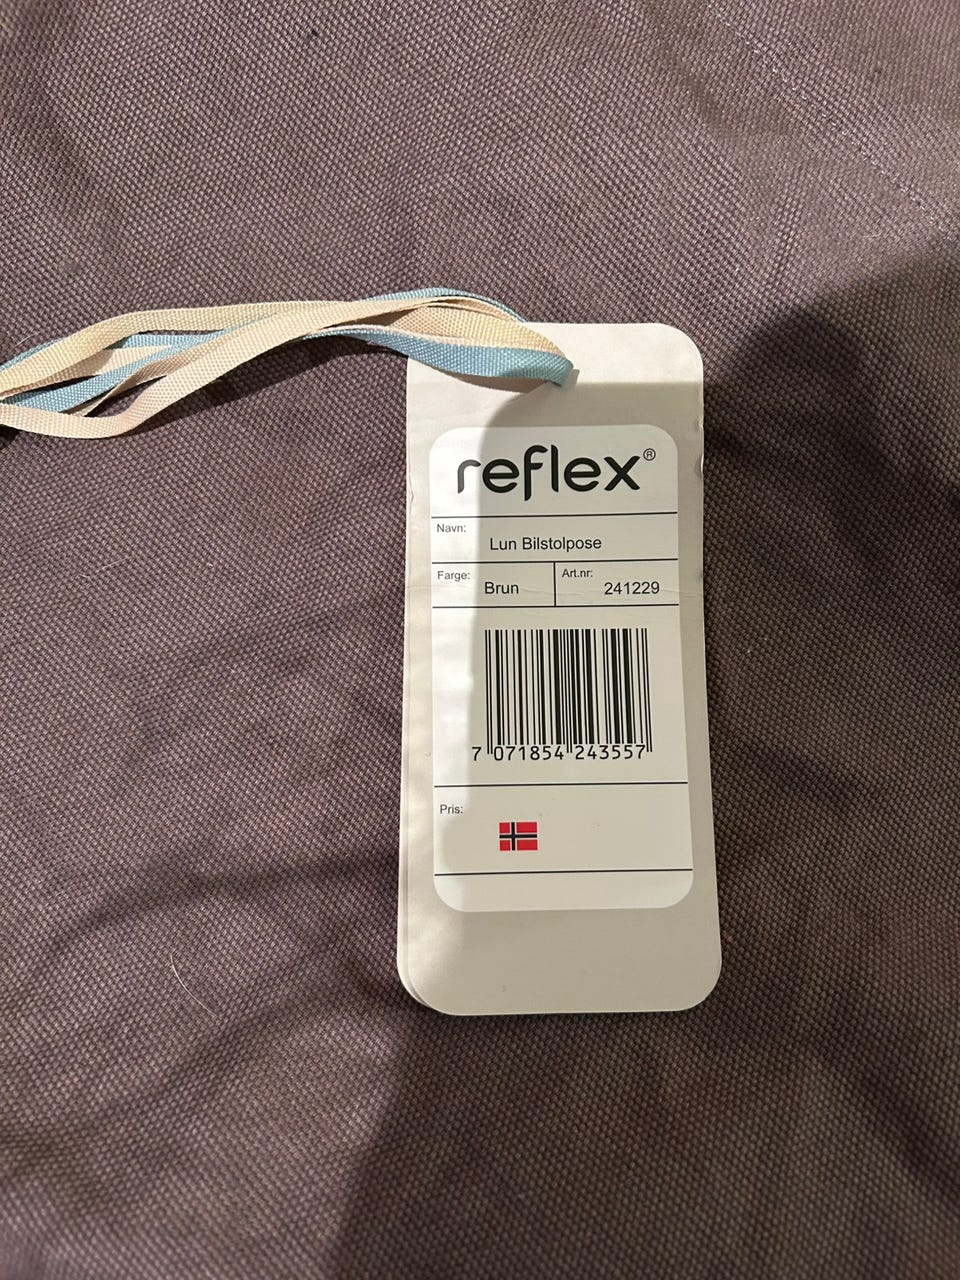 reflex®
Navn:
Lun Bilstolpose
Farge: Brun Art.nr: 241229
7 071854 243557
Pris: